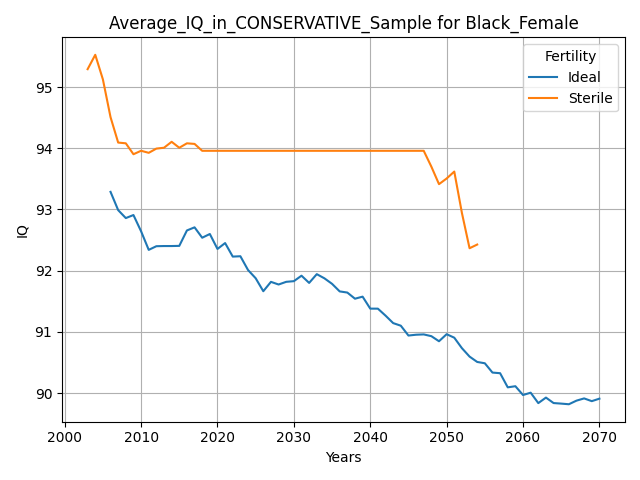 Average_IQ_in_CONSERVATIVE_Sample for Black_Female
Fertility
Ideal
Sterile
95
94
93
92
91
90
IQ
2000 2010 2020 2030 2040 2050 2060 2070
Years